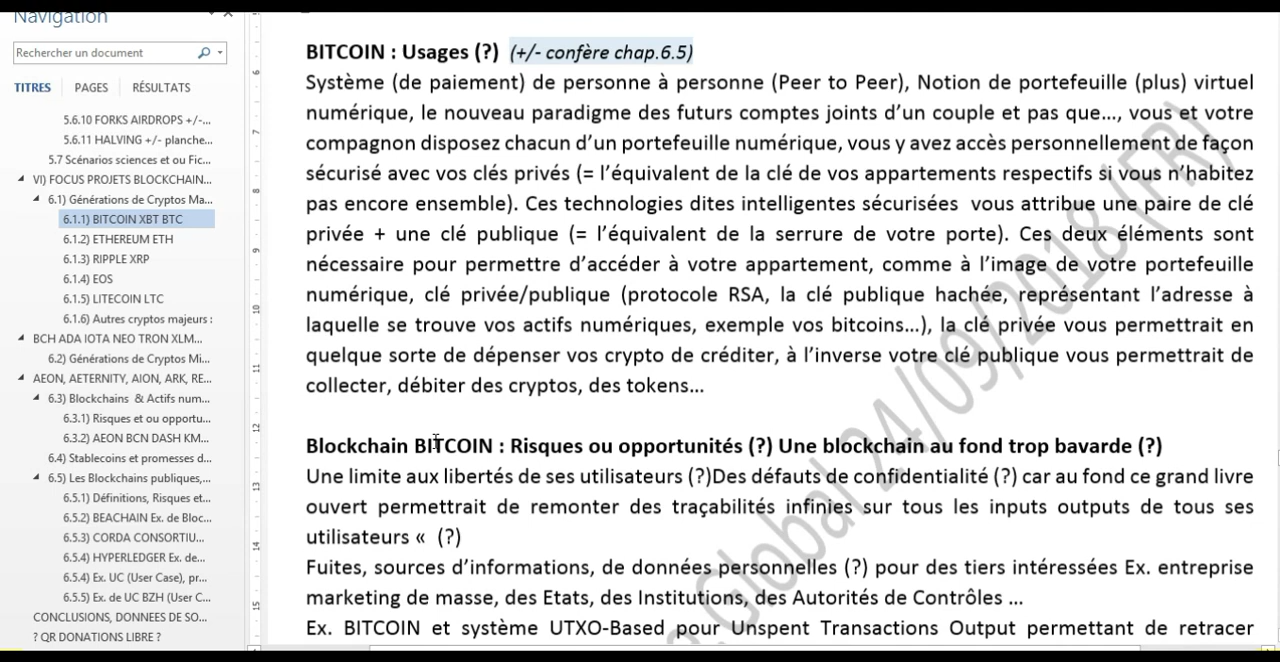 Navigation
Rechercher un document
TITRES PAGES RÉSULTATS
5.6.10 FORKS AIRDROPS +/-...
5.6.11 HALVING +/- planche...
5.7 Scénarios sciences et ou Fic...
VI) FOCUS PROJETS BLOCKCHAIN...
6.1) Générations de Cryptos Ma...
6.1.1) BITCOIN XBT BTC
6.1.2) ETHEREUM ETH
6.1.3) RIPPLE XRP
6.1.4) EOS
6.1.5) LITECOIN LTC
6.1.6) Autres cryptos majeurs :
BCH ADA IOTA NEO TRON XLM...
6.2) Générations de Cryptos Mi...
AEON, AETERNITY, AION, ARK, RE...
6.3) Blockchains & Actifs num...
6.3.1) Risques et ou opportu...
6.3.2) AEON BCN DASH KM...
6.4) Stablecoins et promesses d...
6.5) Les Blockchains publiques,...
6.5.1) Définitions, Risques et...
6.5.2) BEACHAIN Ex. de Bloc...
6.5.3) CORDA CONSORTIU...
6.5.4) HYPERLEDGER Ex. de...
6.5.4) Ex. UC (User Case), pr...
6.5.5) Ex. de UC BZH (User C...
CONCLUSIONS, DONNEES DE SO...
? QR DONATIONS LIBRE ?
6
7
8
9
10
11
12
13
14
15
BITCOIN : Usages (?) (+/- confère chap.6.5)
Système (de paiement) de personne à personne (Peer to Peer), Notion de portefeuille (plus) virtuel
numérique, le nouveau paradigme des futurs comptes joints d’un couple et pas que..., vous et votre
compagnon disposez chacun d’un portefeuille numérique, vous y avez accès personnellement de façon
sécurisé avec vos clés privés (= l’équivalent de la clé de vos appartements respectifs si vous n’habitez
pas encore ensemble). Ces technologies dites intelligentes sécurisées vous attribue une paire de clé
privée + une clé publique (= l’équivalent de la serrure de votre porte). Ces deux éléments sont
nécessaire pour permettre d’accéder à votre appartement, comme à l’image de votre portefeuille
numérique, clé privée/publique (protocole RSA, la clé publique hachée, représentant l’adresse à
laquelle se trouve vos actifs numériques, exemple vos bitcoins...), la clé privée vous permettrait en
quelque sorte de dépenser vos crypto de créditer, à l’inverse votre clé publique vous permettrait de
collecter, débiter des cryptos, des tokens...
Blockchain BITCOIN : Risques ou opportunités (?) Une blockchain au fond trop bavarde (?)
Une limite aux libertés de ses utilisateurs (?)Des défauts de confidentialité (?) car au fond ce grand livre
ouvert permettrait de remonter des traçabilités infinies sur tous les inputs outputs de tous ses
utilisateurs « (?)
Fuites, sources d’informations, de données personnelles (?) pour des tiers intéressées Ex. entreprise
marketing de masse, des Etats, des Institutions, des Autorités de Contrôles ...
Ex. BITCOIN et système UTXO-Based pour Unspent Transactions Output permettant de retracer
Global 24/09/2018 (FR)